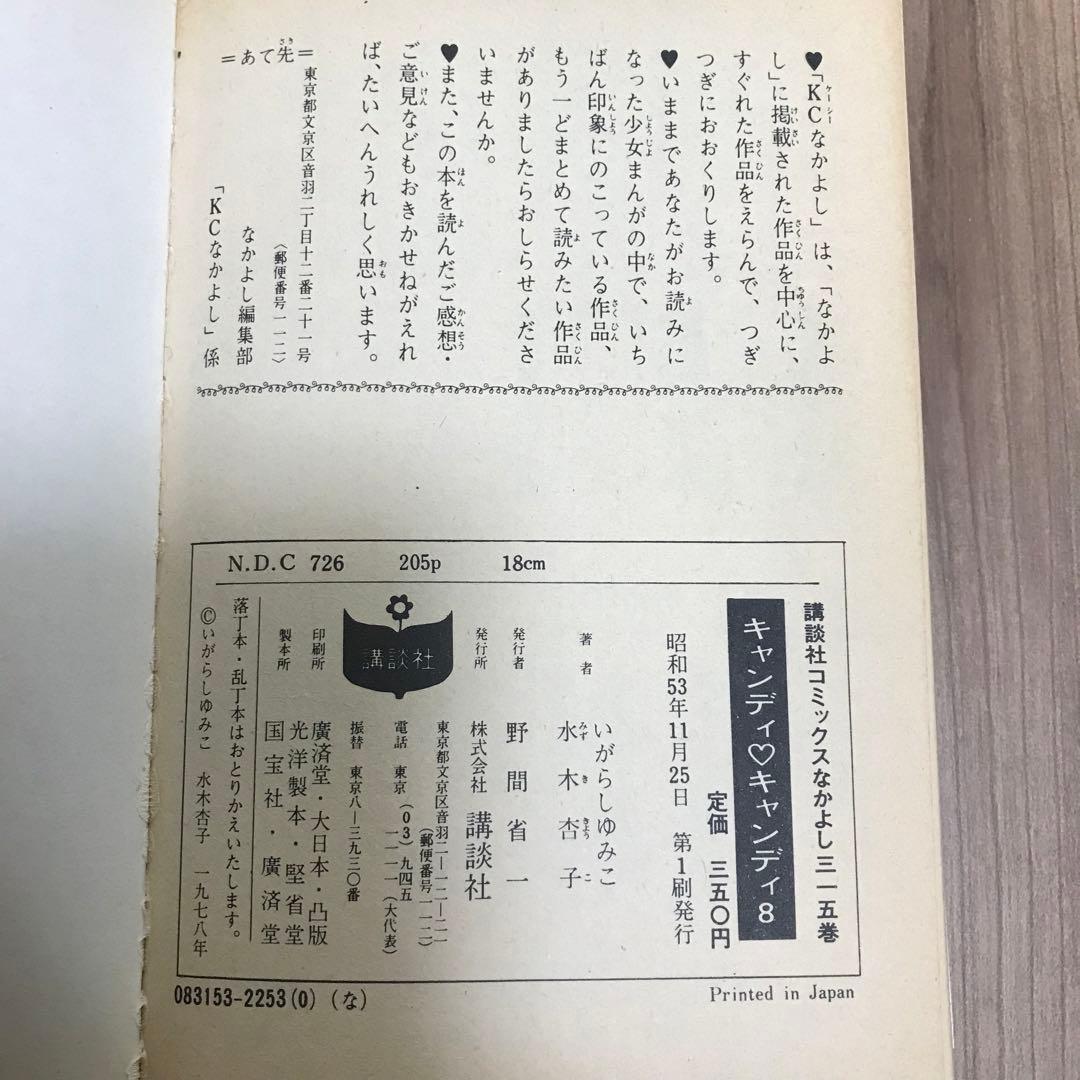 ♥「KCなかよし」は、「なかよ
し」に掲載された作品を中心に、
すぐれた作品をえらんで、つぎ
つぎにおおくりします。
♥いままであなたがお読みに
なった少女まんがの中で、いち
ばん印象にのこっている作品、
もう一どまとめて読みたい作品
がありましたらおしらせくださ
いませんか。
♥また、この本を読んだご感想・
ご意見などもおきかせねがえれ
ば、たいへんうれしく思います。
=あて先=
東京都文京区音羽二丁目十二番二十一号
(郵便番号一一二)
なかよし編集部
「KCなかよし」係
N.D.C 726 205p 18cm
講談社コミックスなかよし 三一五巻
キャンディ♡キャンディ8
定価 三五〇円
昭和53年11月25日 第1刷発行
著者 いがらしゆみこ
水木杏子
発行者 野間省一
発行所 株式会社 講談社
東京都文京区音羽二―一二―二一
(郵便番号一一二)
電話 東京(03)九四五
一一一一(大代表)
振替 東京八―三九三〇番
講談社
印刷所 廣済堂・大日本・凸版
製本所 光洋製本・堅省堂
国宝社・廣済堂
落丁本・乱丁本はおとりかえいたします。
©いがらしゆみこ 水木杏子 一九七八年
083153-2253(0)(な)
Printed in Japan